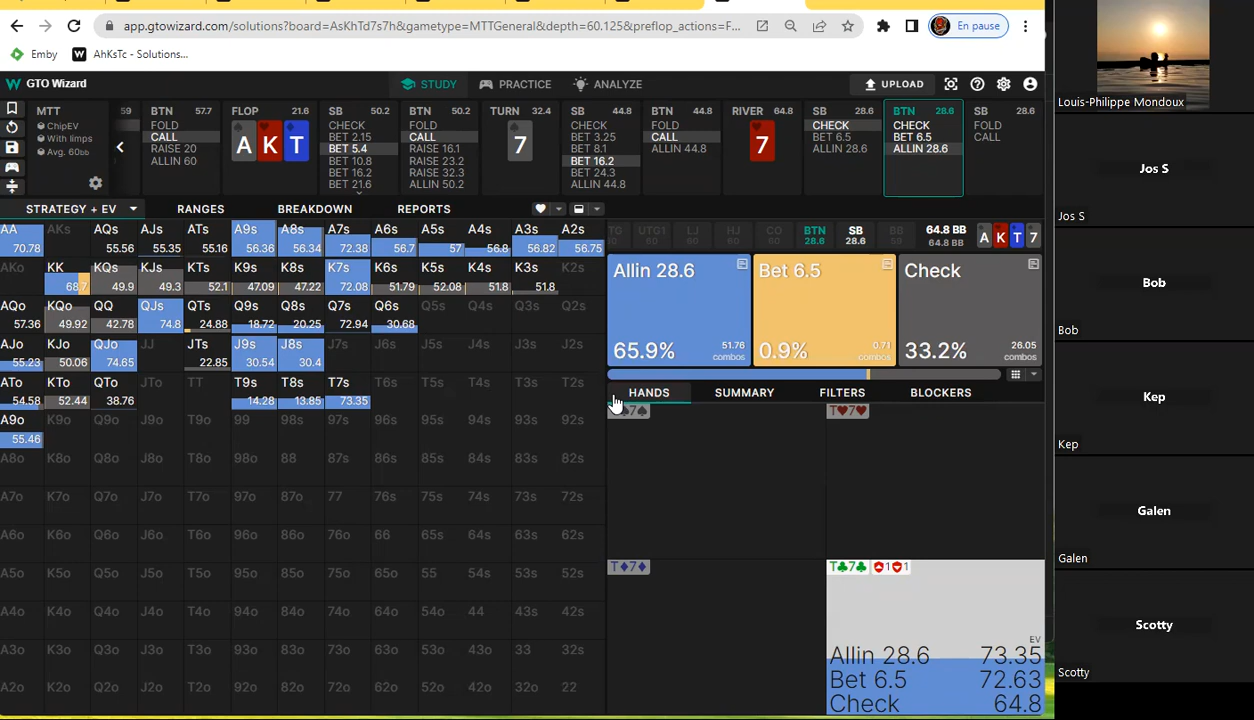 app.gtowizard.com/solutions?board=AsKhTd7s7h&gametype=MTTGeneral&depth=60.125&preflop_actions=F...
En pause
Emby
W AhKsTc - Solutions...
GTO Wizard
STUDY
PRACTICE
ANALYZE
UPLOAD
MTT
ChipEV
With limps
Avg. 60bb
59
BTN 57.7
FOLD
CALL
RAISE 20
ALLIN 60
FLOP 21.6
A K T
SB 50.2
CHECK
BET 2.15
BET 5.4
BET 10.8
BET 16.2
BET 21.6
BTN 50.2
FOLD
CALL
RAISE 16.1
RAISE 23.2
RAISE 32.3
ALLIN 50.2
TURN 32.4
7
SB 44.8
CHECK
BET 3.25
BET 8.1
BET 16.2
BET 24.3
ALLIN 44.8
BTN 44.8
FOLD
CALL
ALLIN 44.8
RIVER 64.8
7
SB 28.6
CHECK
BET 6.5
ALLIN 28.6
BTN 28.6
CHECK
BET 6.5
ALLIN 28.6
SB 28.6
FOLD
CALL
STRATEGY + EV
RANGES
BREAKDOWN
REPORTS
AA AKs AQs AJs ATs A9s A8s A7s A6s A5s A4s A3s A2s
70.78 55.56 55.35 55.16 56.36 56.34 72.38 56.7 57 56.8 56.82 56.75
AKo KK KQs KJs KTs K9s K8s K7s K6s K5s K4s K3s K2s
68.7 49.9 49.3 52.1 47.09 47.22 72.08 51.79 52.08 51.8 51.8
AQo KQo QQ QJs QTs Q9s Q8s Q7s Q6s Q5s Q4s Q3s Q2s
57.36 49.92 42.78 74.8 24.88 18.72 20.25 72.94 30.68
AJo KJo QJo JJ JTs J9s J8s J7s J6s J5s J4s J3s J2s
55.23 50.06 74.65 22.85 30.54 30.4
ATo KTo QTo JTo TT T9s T8s T7s T6s T5s T4s T3s T2s
54.58 52.44 38.76 14.28 13.85 73.35
A9o K9o Q9o J9o T9o 99 98s 97s 96s 95s 94s 93s 92s
55.46
A8o K8o Q8o J8o T8o 98o 88 87s 86s 85s 84s 83s 82s
A7o K7o Q7o J7o T7o 97o 87o 77 76s 75s 74s 73s 72s
A6o K6o Q6o J6o T6o 96o 86o 76o 66 65s 64s 63s 62s
A5o K5o Q5o J5o T5o 95o 85o 75o 65o 55 54s 53s 52s
A4o K4o Q4o J4o T4o 94o 84o 74o 64o 54o 44 43s 42s
A3o K3o Q3o J3o T3o 93o 83o 73o 63o 53o 43o 33 32s
A2o K2o Q2o J2o T2o 92o 82o 72o 62o 52o 42o 32o 22
UTG1 LJ HJ CO
BTN 28.6
SB 28.6
BB 59
64.8 BB
64.8 BB
A K T 7
Allin 28.6
65.9%
51.76 combos
Bet 6.5
0.9%
0.71 combos
Check
33.2%
26.05 combos
HANDS
SUMMARY
FILTERS
BLOCKERS
♠7♠
T♥7♥
T♦7♦
T♣7♣
EV
Allin 28.6 73.35
Bet 6.5 72.63
Check 64.8
Louis-Philippe Mondoux
Jos S
Jos S
Bob
Bob
Kep
Kep
Galen
Galen
Scotty
Scotty